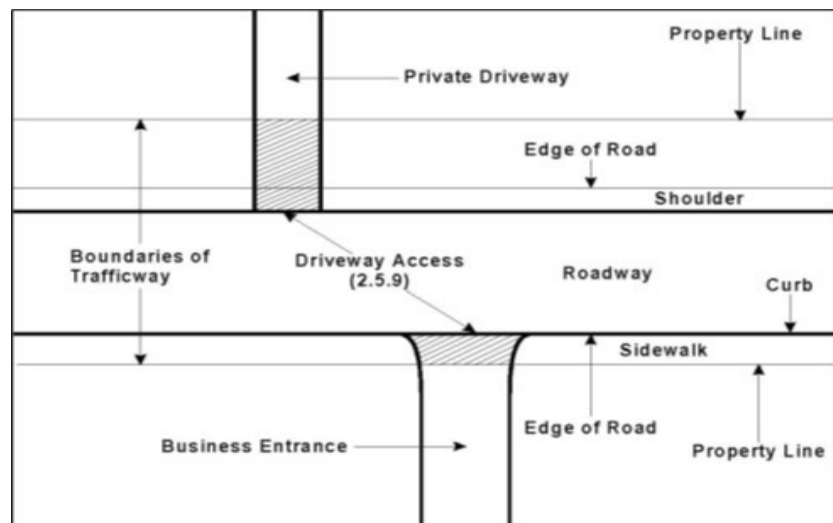 Property Line
Private Driveway
Edge of Road
Shoulder
Boundaries of
Trafficway
Driveway Access
(2.5.9)
Roadway
Curb
Sidewalk
Business Entrance
Edge of Road
Property Line